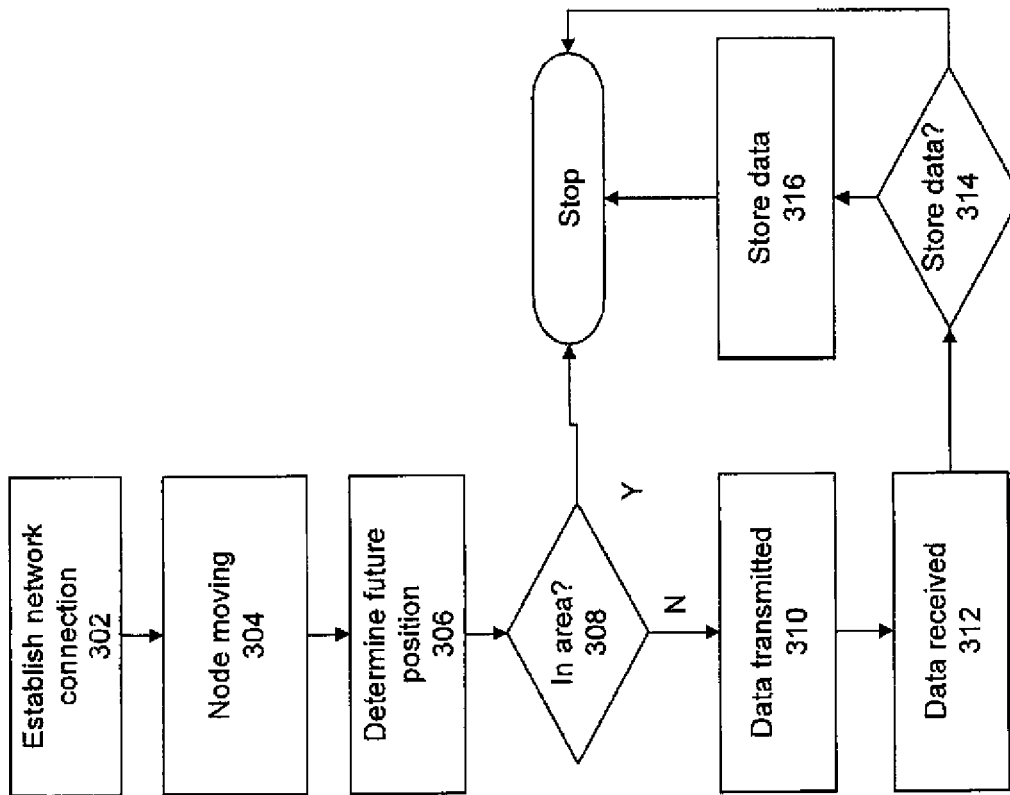 Establish network
connection
302
Node moving
304
Determine future
position
306
In area?
308
Y
N
Data transmitted
310
Data received
312
Store data?
314
Store data
316
Stop